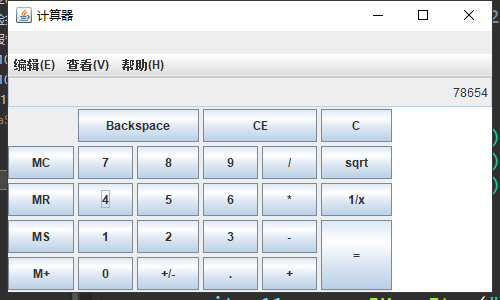 计算器
编辑(E) 查看(V) 帮助(H)
78654
Backspace CE C
MC 7 8 9 / sqrt
MR 4 5 6 * 1/x
MS 1 2 3 - =
M+ 0 +/- . +